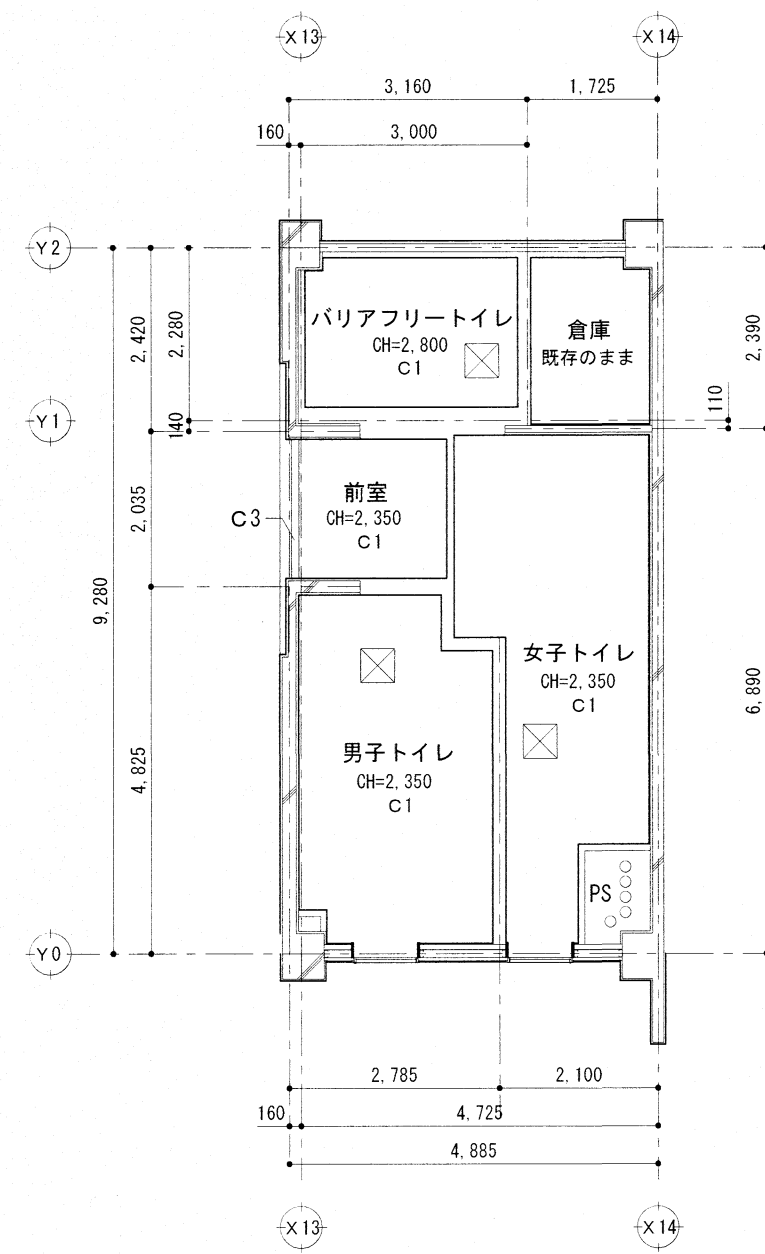 X13
X14
3,160
1,725
160
3,000
Y2
2,420
2,280
バリアフリートイレ
CH=2,800
C1
倉庫
既存のまま
2,390
Y1
140
110
2,035
C3
前室
CH=2,350
C1
9,280
女子トイレ
CH=2,350
C1
6,890
4,825
男子トイレ
CH=2,350
C1
PS
Y0
2,785
2,100
160
4,725
4,885
X13
X14